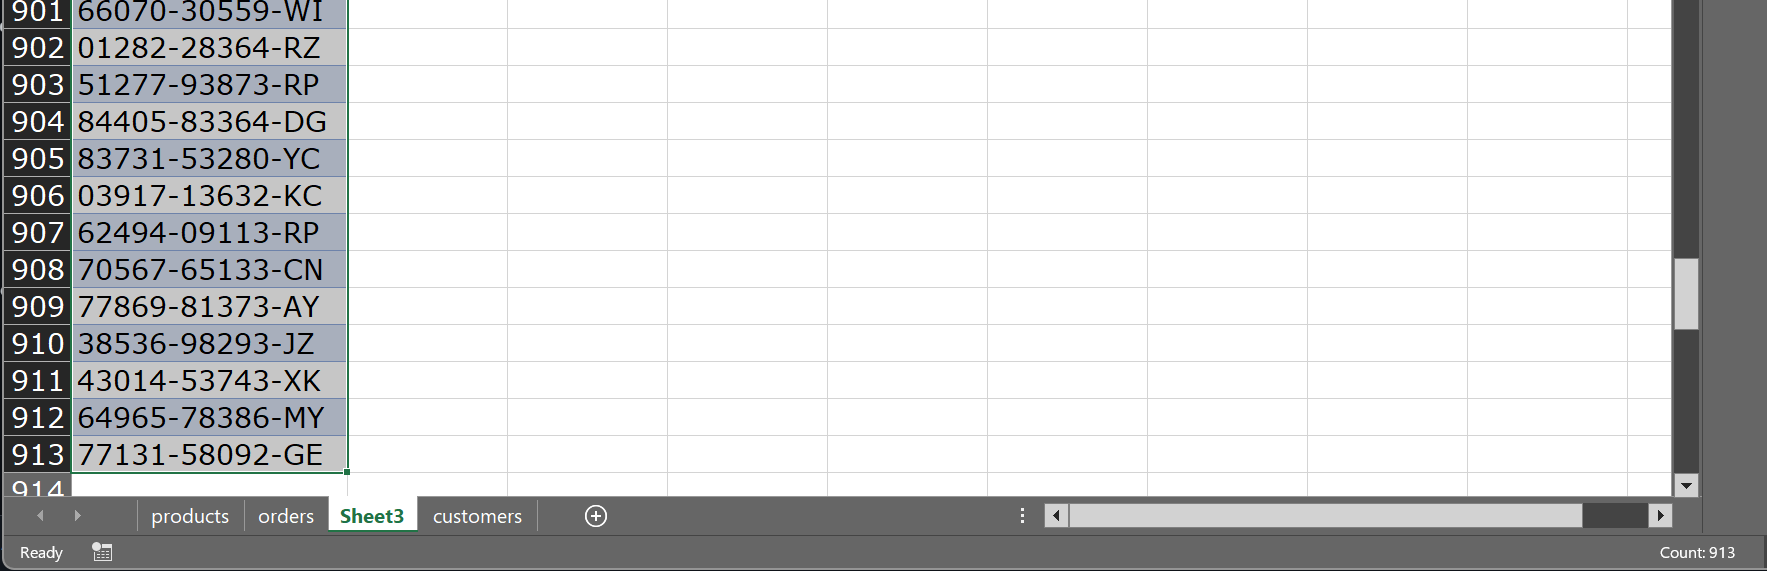 901 66070-30559-WI
902 01282-28364-RZ
903 51277-93873-RP
904 84405-83364-DG
905 83731-53280-YC
906 03917-13632-KC
907 62494-09113-RP
908 70567-65133-CN
909 77869-81373-AY
910 38536-98293-JZ
911 43014-53743-XK
912 64965-78386-MY
913 77131-58092-GE
914
products orders Sheet3 customers
Ready Count: 913